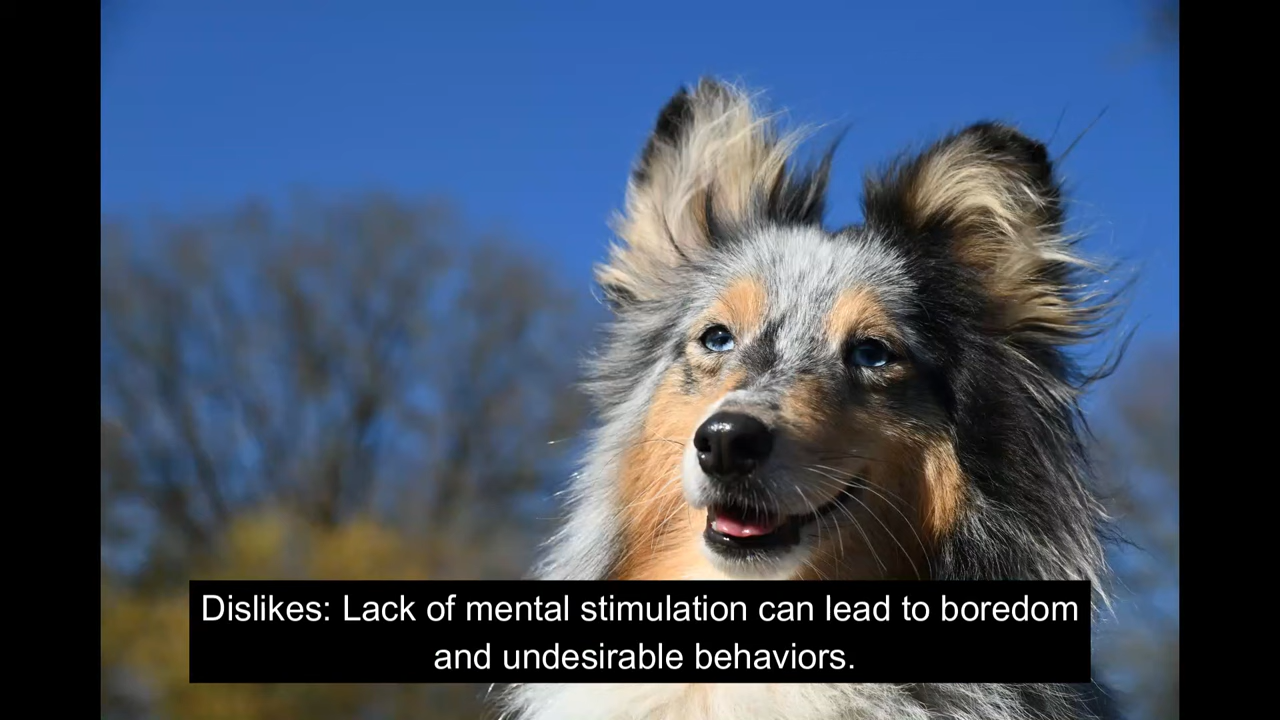 Dislikes: Lack of mental stimulation can lead to boredom
and undesirable behaviors.